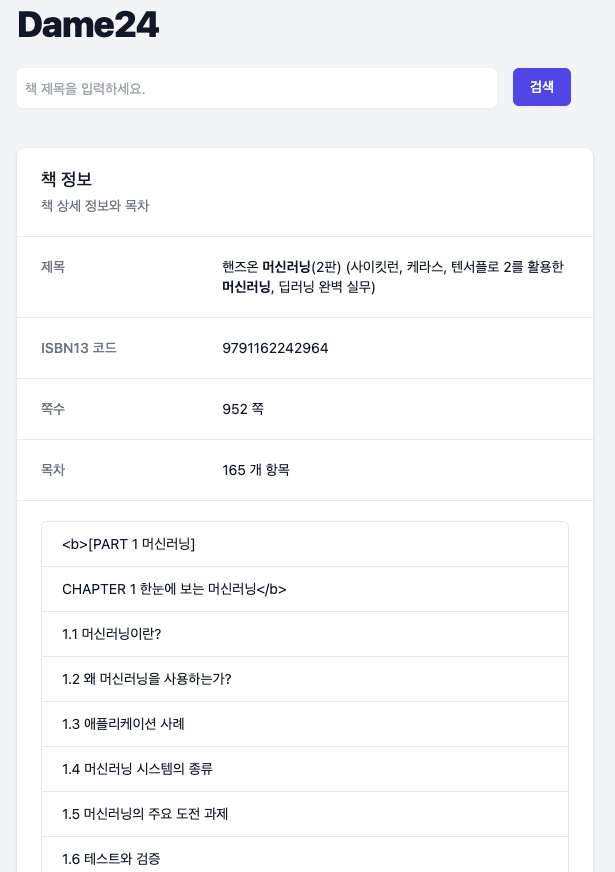 Dame24
책 제목을 입력하세요.
검색
책 정보
책 상세 정보와 목차
제목
핸즈온 머신러닝(2판) (사이킷런, 케라스, 텐서플로 2를 활용한
머신러닝, 딥러닝 완벽 실무)
ISBN13 코드
9791162242964
쪽수
952 쪽
목차
165 개 항목
<b>[PART 1 머신러닝]
CHAPTER 1 한눈에 보는 머신러닝</b>
1.1 머신러닝이란?
1.2 왜 머신러닝을 사용하는가?
1.3 애플리케이션 사례
1.4 머신러닝 시스템의 종류
1.5 머신러닝의 주요 도전 과제
1.6 테스트와 검증